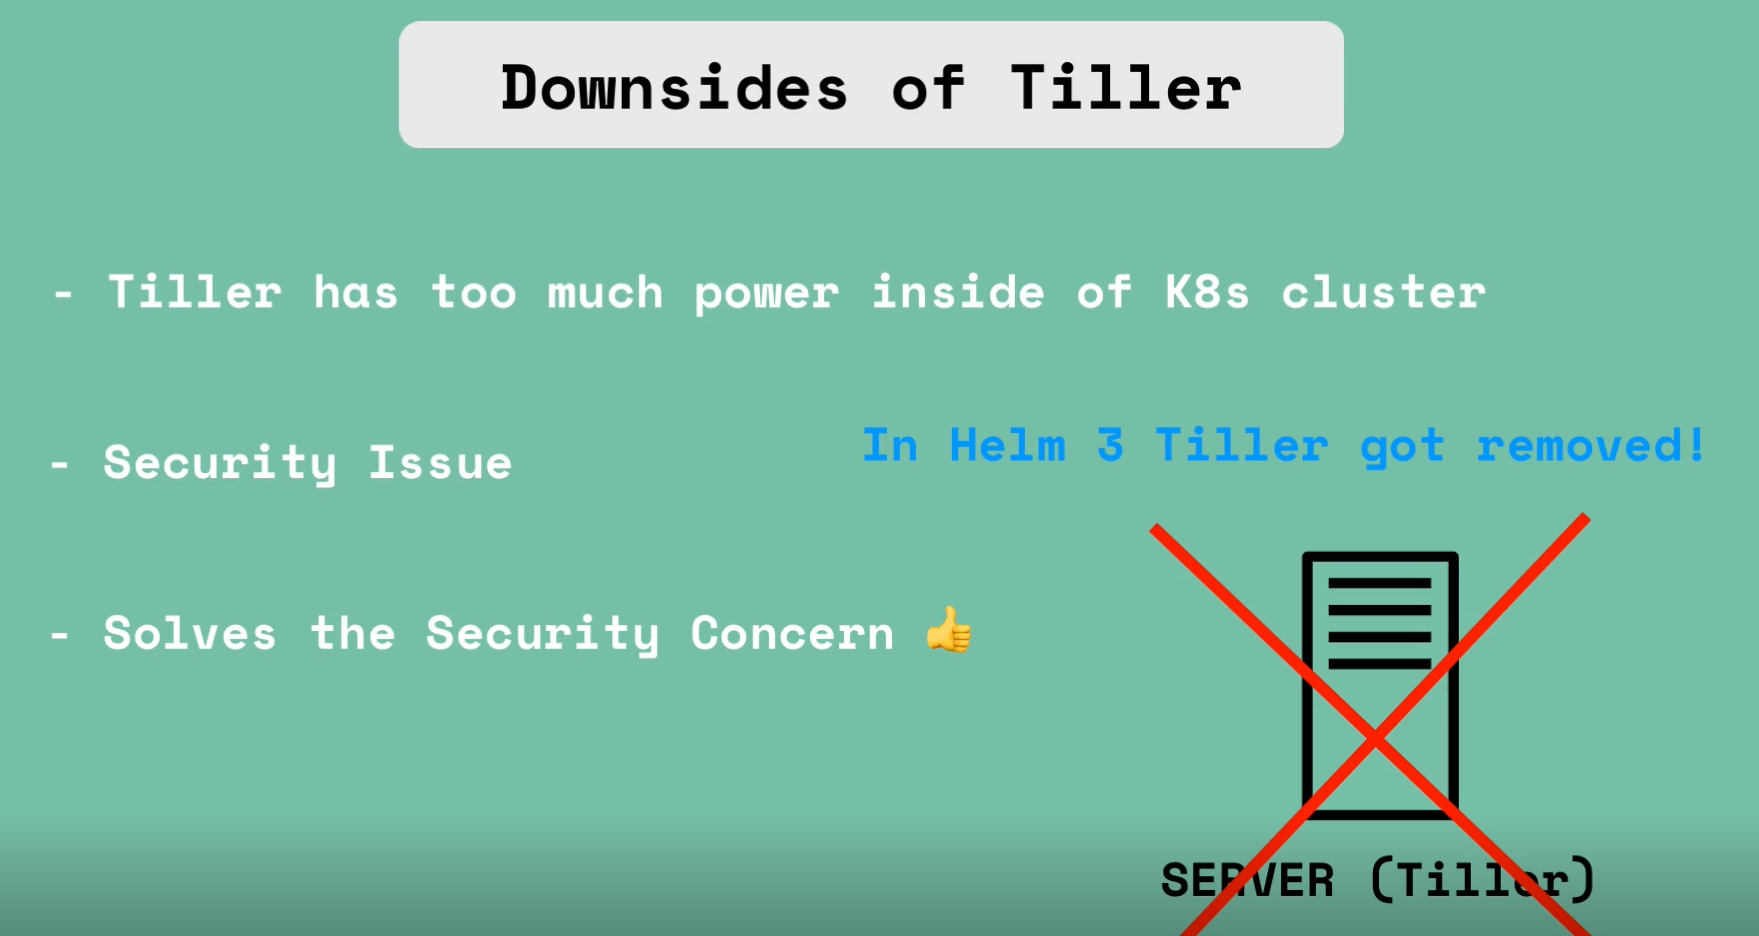 Downsides of Tiller
- Tiller has too much power inside of K8s cluster
- Security Issue
In Helm 3 Tiller got removed!
- Solves the Security Concern 👍
SERVER (Tiller)